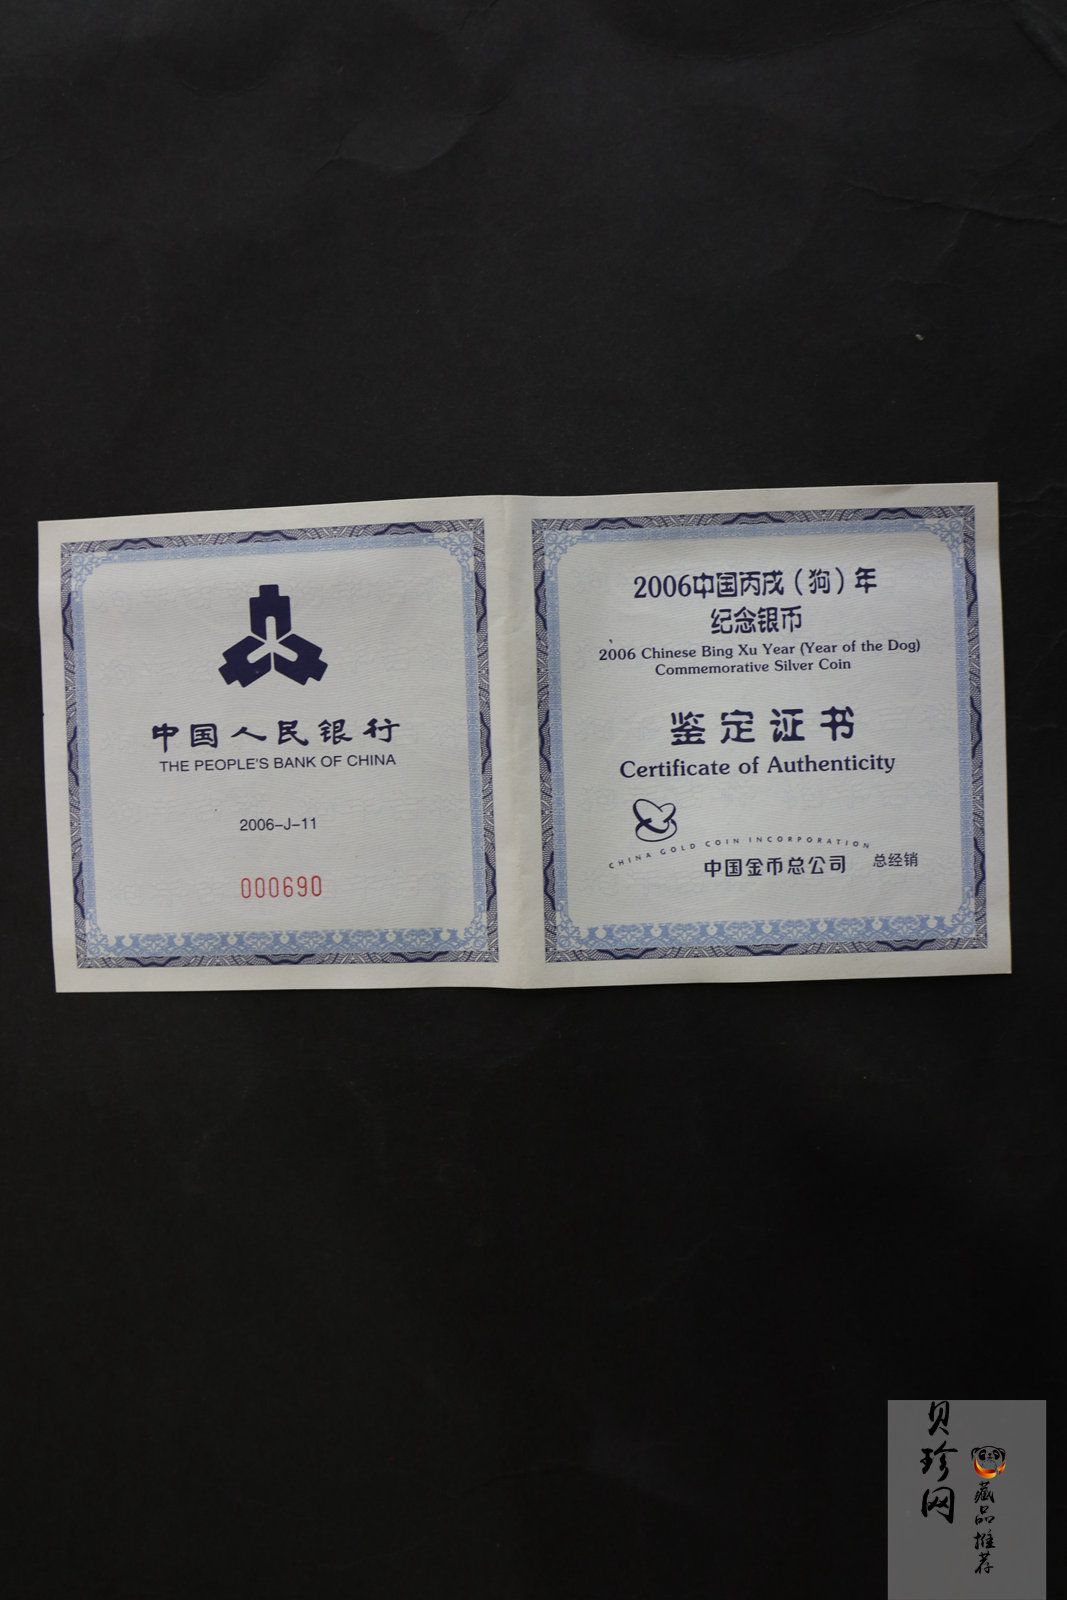 中国人民银行
THE PEOPLE'S BANK OF CHINA
2006-J-11
000690
2006中国丙戌（狗）年
纪念银币
2006 Chinese Bing Xu Year (Year of the Dog)
Commemorative Silver Coin
鉴定证书
Certificate of Authenticity
CHINA GOLD COIN INCORPORATION
中国金币总公司 总经销
贝珍网
藏品推荐